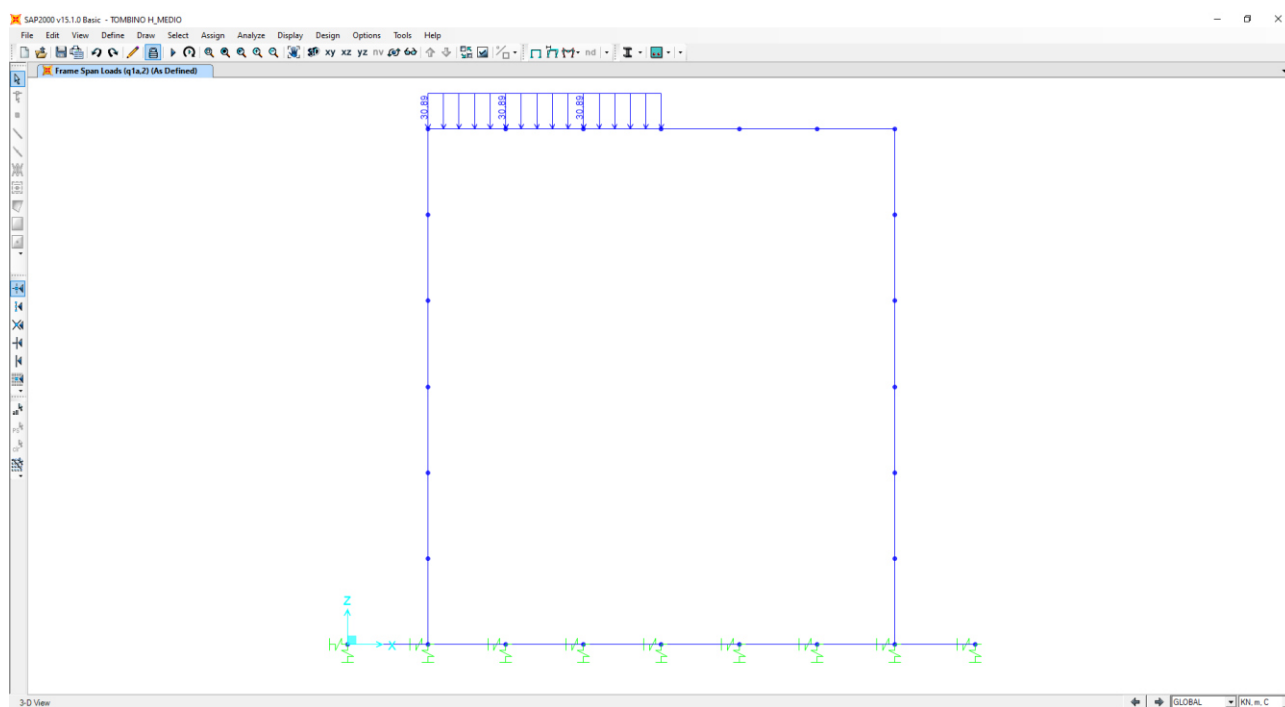 SAP2000 v15.1.0 Basic - TOMBINO H_MEDIO
File Edit View Define Draw Select Assign Analyze Display Design Options Tools Help
xy xz yz nv nd
Frame Span Loads (q1a,2) (As Defined)
30.89 30.89 30.89
Z
X
3-D View GLOBAL KN, m, C